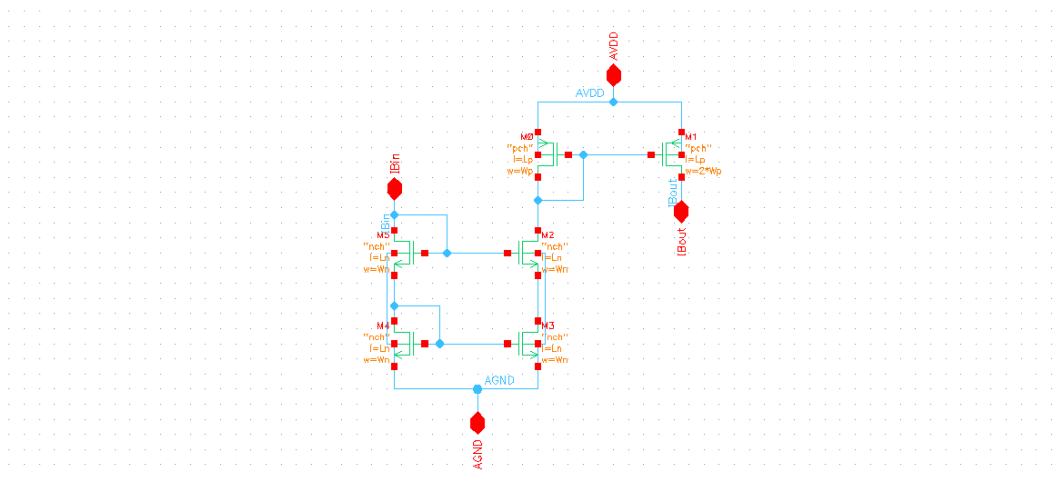 AVDD
AVDD
M0
"pch"
l=Lp
w=Wp
M1
"pch"
l=Lp
w=2*Wp
IBin
IBout
IBin
IBout
M5
"nch"
l=Ln
w=Wn
M2
"nch"
l=Ln
w=Wn
M4
"nch"
l=Ln
w=Wn
M3
"nch"
l=Ln
w=Wn
AGND
AGND